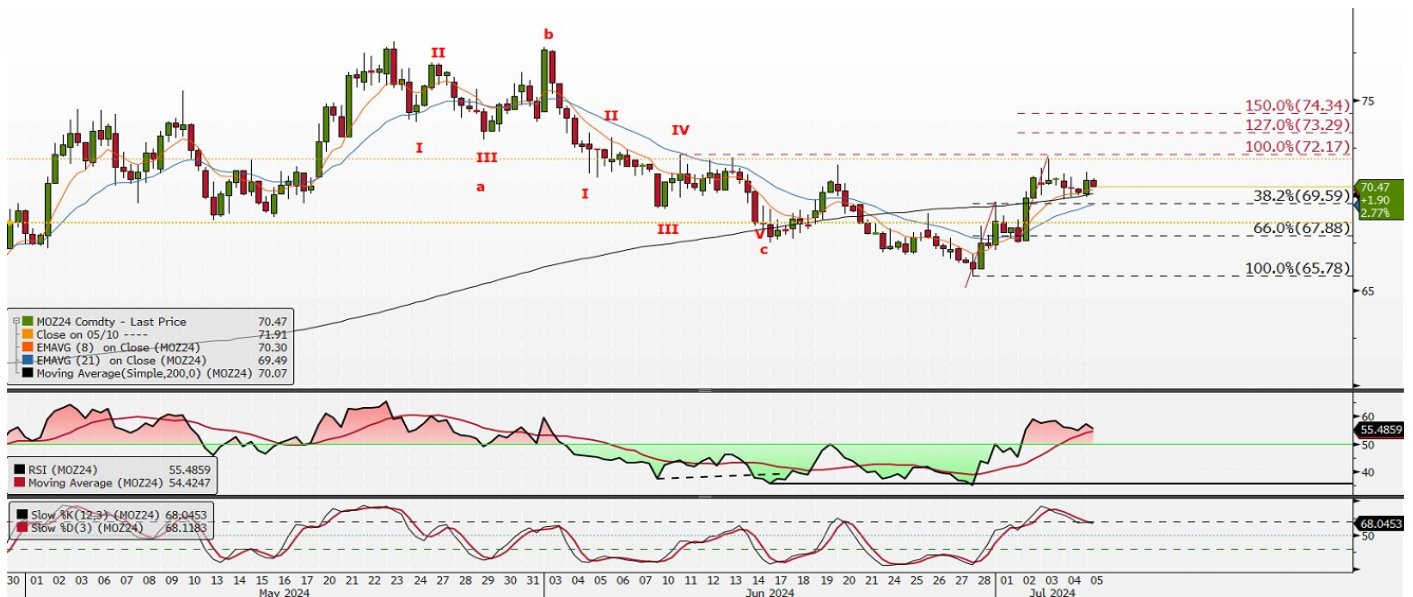 b
II
I
III
a
II
I
IV
III
V
c
150.0%(74.34)
127.0%(73.29)
100.0%(72.17)
38.2%(69.59)
66.0%(67.88)
100.0%(65.78)
75
70.47
+1.90
2.77%
65
MOZ24 Comdty - Last Price 70.47
Close on 05/10 ---- 71.91
EMAVG (8) on Close (MOZ24) 70.30
EMAVG (21) on Close (MOZ24) 69.49
Moving Average(Simple,200,0) (MOZ24) 70.07
60
55.4859
50
40
RSI (MOZ24) 55.4859
Moving Average (MOZ24) 54.4247
Slow %K(12,3) (MOZ24) 68.0453
Slow %D(3) (MOZ24) 68.1183
68.0453
50
0
30 01 02 03 06 07 08 09 10 13 14 15 16 17 20 21 22 23 24 27 28 29 30 31 03 04 05 06 07 10 11 12 13 14 17 18 19 20 21 24 25 26 27 28 01 02 03 04 05
May 2024 Jun 2024 Jul 2024